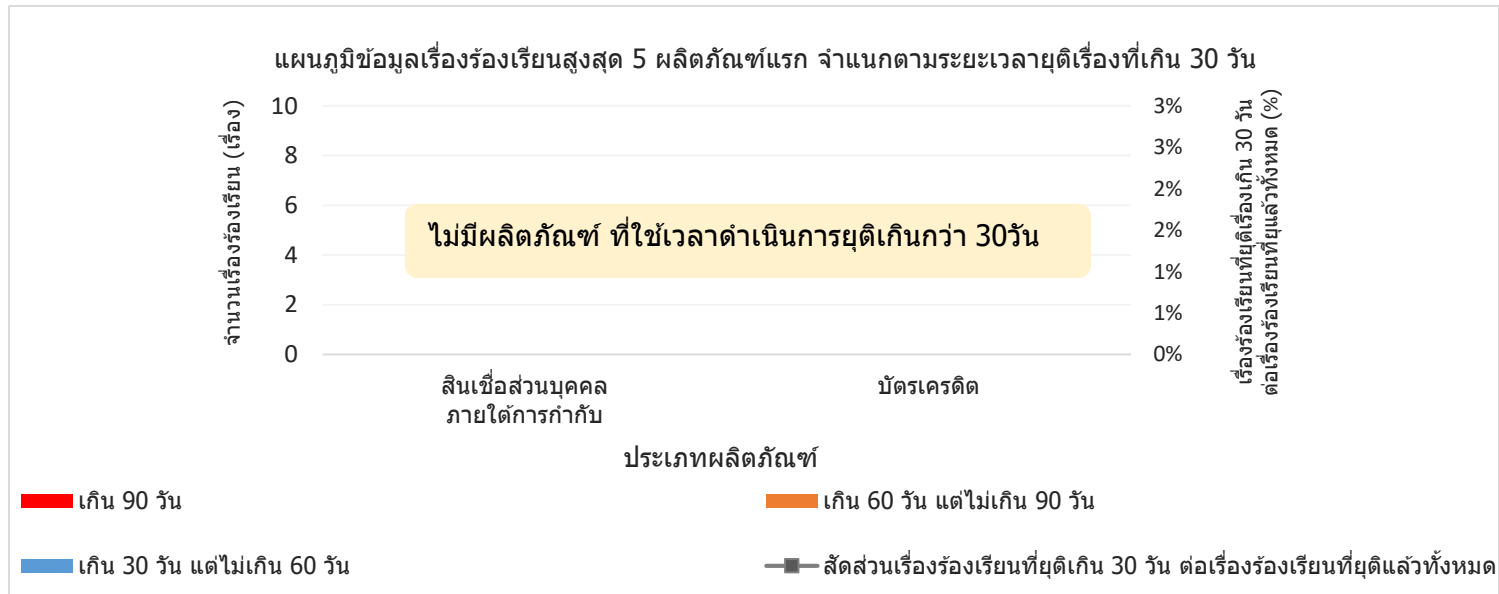 แผนภูมิข้อมูลเรื่องร้องเรียนสูงสุด 5 ผลิตภัณฑ์แรก จำแนกตามระยะเวลายุติเรื่องที่เกิน 30 วัน
จำนวนเรื่องร้องเรียน (เรื่อง)
10
8
6
4
2
0
ไม่มีผลิตภัณฑ์ ที่ใช้เวลาดำเนินการยุติเกินกว่า 30วัน
3%
3%
2%
2%
1%
1%
0%
เรื่องร้องเรียนที่ยุติเรื่องเกิน 30 วัน
ต่อเรื่องร้องเรียนที่ยุแล้วทั้งหมด (%)
สินเชื่อส่วนบุคคล
ภายใต้การกำกับ
บัตรเครดิต
ประเภทผลิตภัณฑ์
เกิน 90 วัน
เกิน 60 วัน แต่ไม่เกิน 90 วัน
เกิน 30 วัน แต่ไม่เกิน 60 วัน
สัดส่วนเรื่องร้องเรียนที่ยุติเกิน 30 วัน ต่อเรื่องร้องเรียนที่ยุติแล้วทั้งหมด